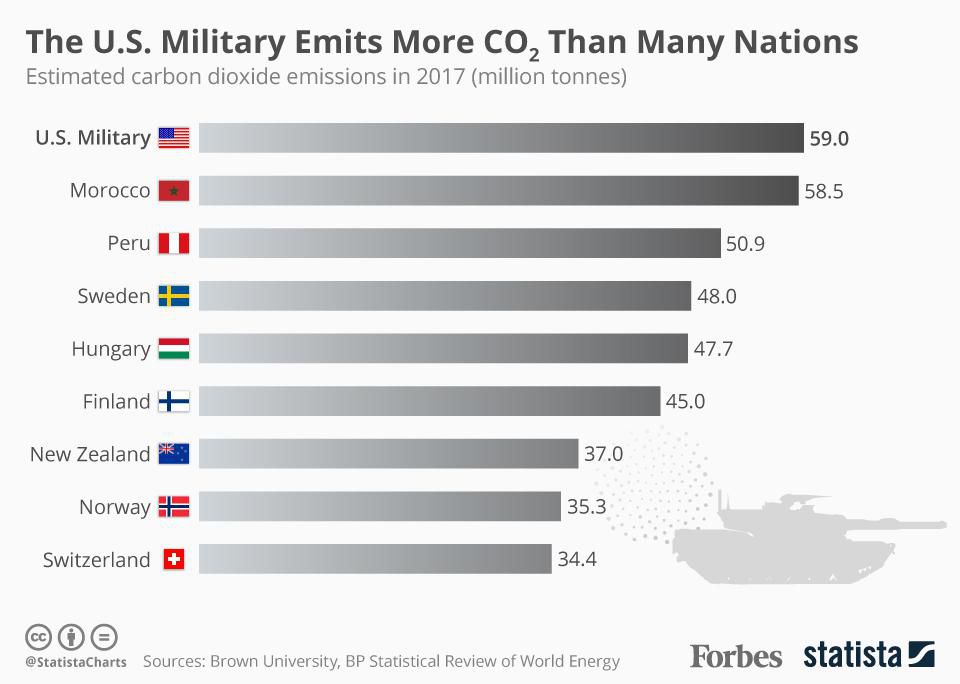 The U.S. Military Emits More CO₂ Than Many Nations
Estimated carbon dioxide emissions in 2017 (million tonnes)
U.S. Military 59.0
Morocco 58.5
Peru 50.9
Sweden 48.0
Hungary 47.7
Finland 45.0
New Zealand 37.0
Norway 35.3
Switzerland 34.4
cc
@StatistaCharts Sources: Brown University, BP Statistical Review of World Energy
Forbes statista